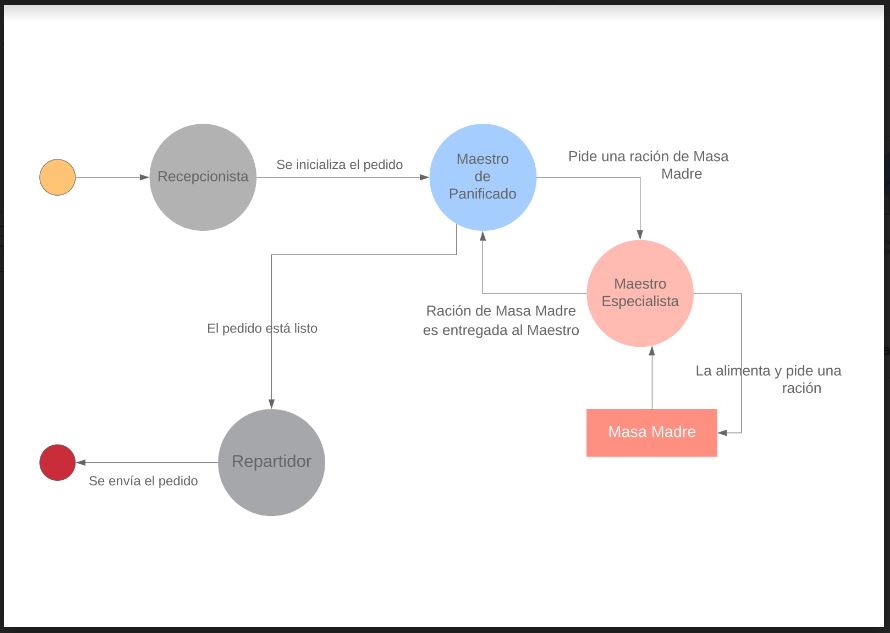 Recepcionista
Se inicializa el pedido
Maestro
de
Panificado
Pide una ración de Masa
Madre
Maestro
Especialista
Ración de Masa Madre
es entregada al Maestro
El pedido está listo
La alimenta y pide una
ración
Masa Madre
Repartidor
Se envía el pedido